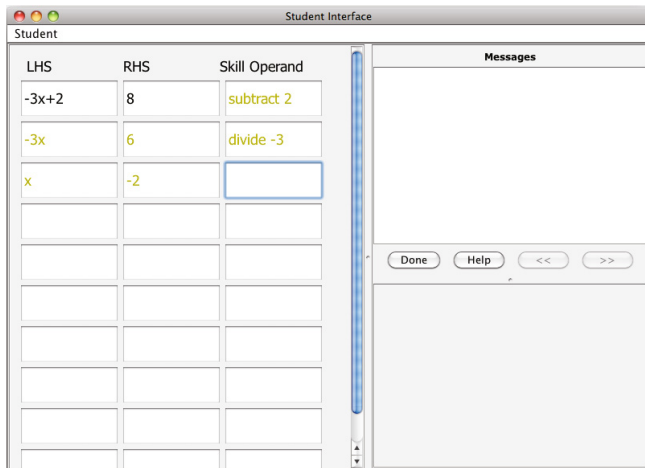 Student Interface
Student
LHS RHS Skill Operand
-3x+2 8 subtract 2
-3x 6 divide -3
x -2
Messages
Done Help << >>